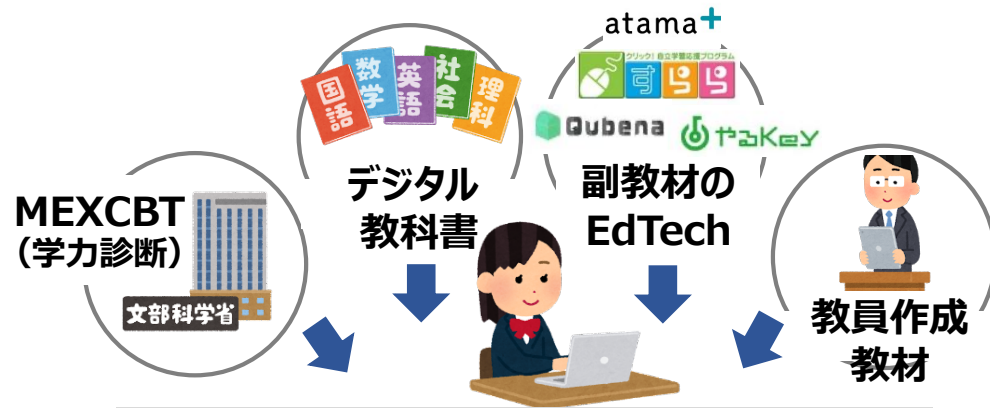 MEXCBT
（学力診断）
文部科学省
国語
数学
英語
社会
理科
デジタル
教科書
atama+
クリック! 自立学習応援プログラム
すらら
Qubena
やるKey
副教材の
EdTech
教員作成
教材